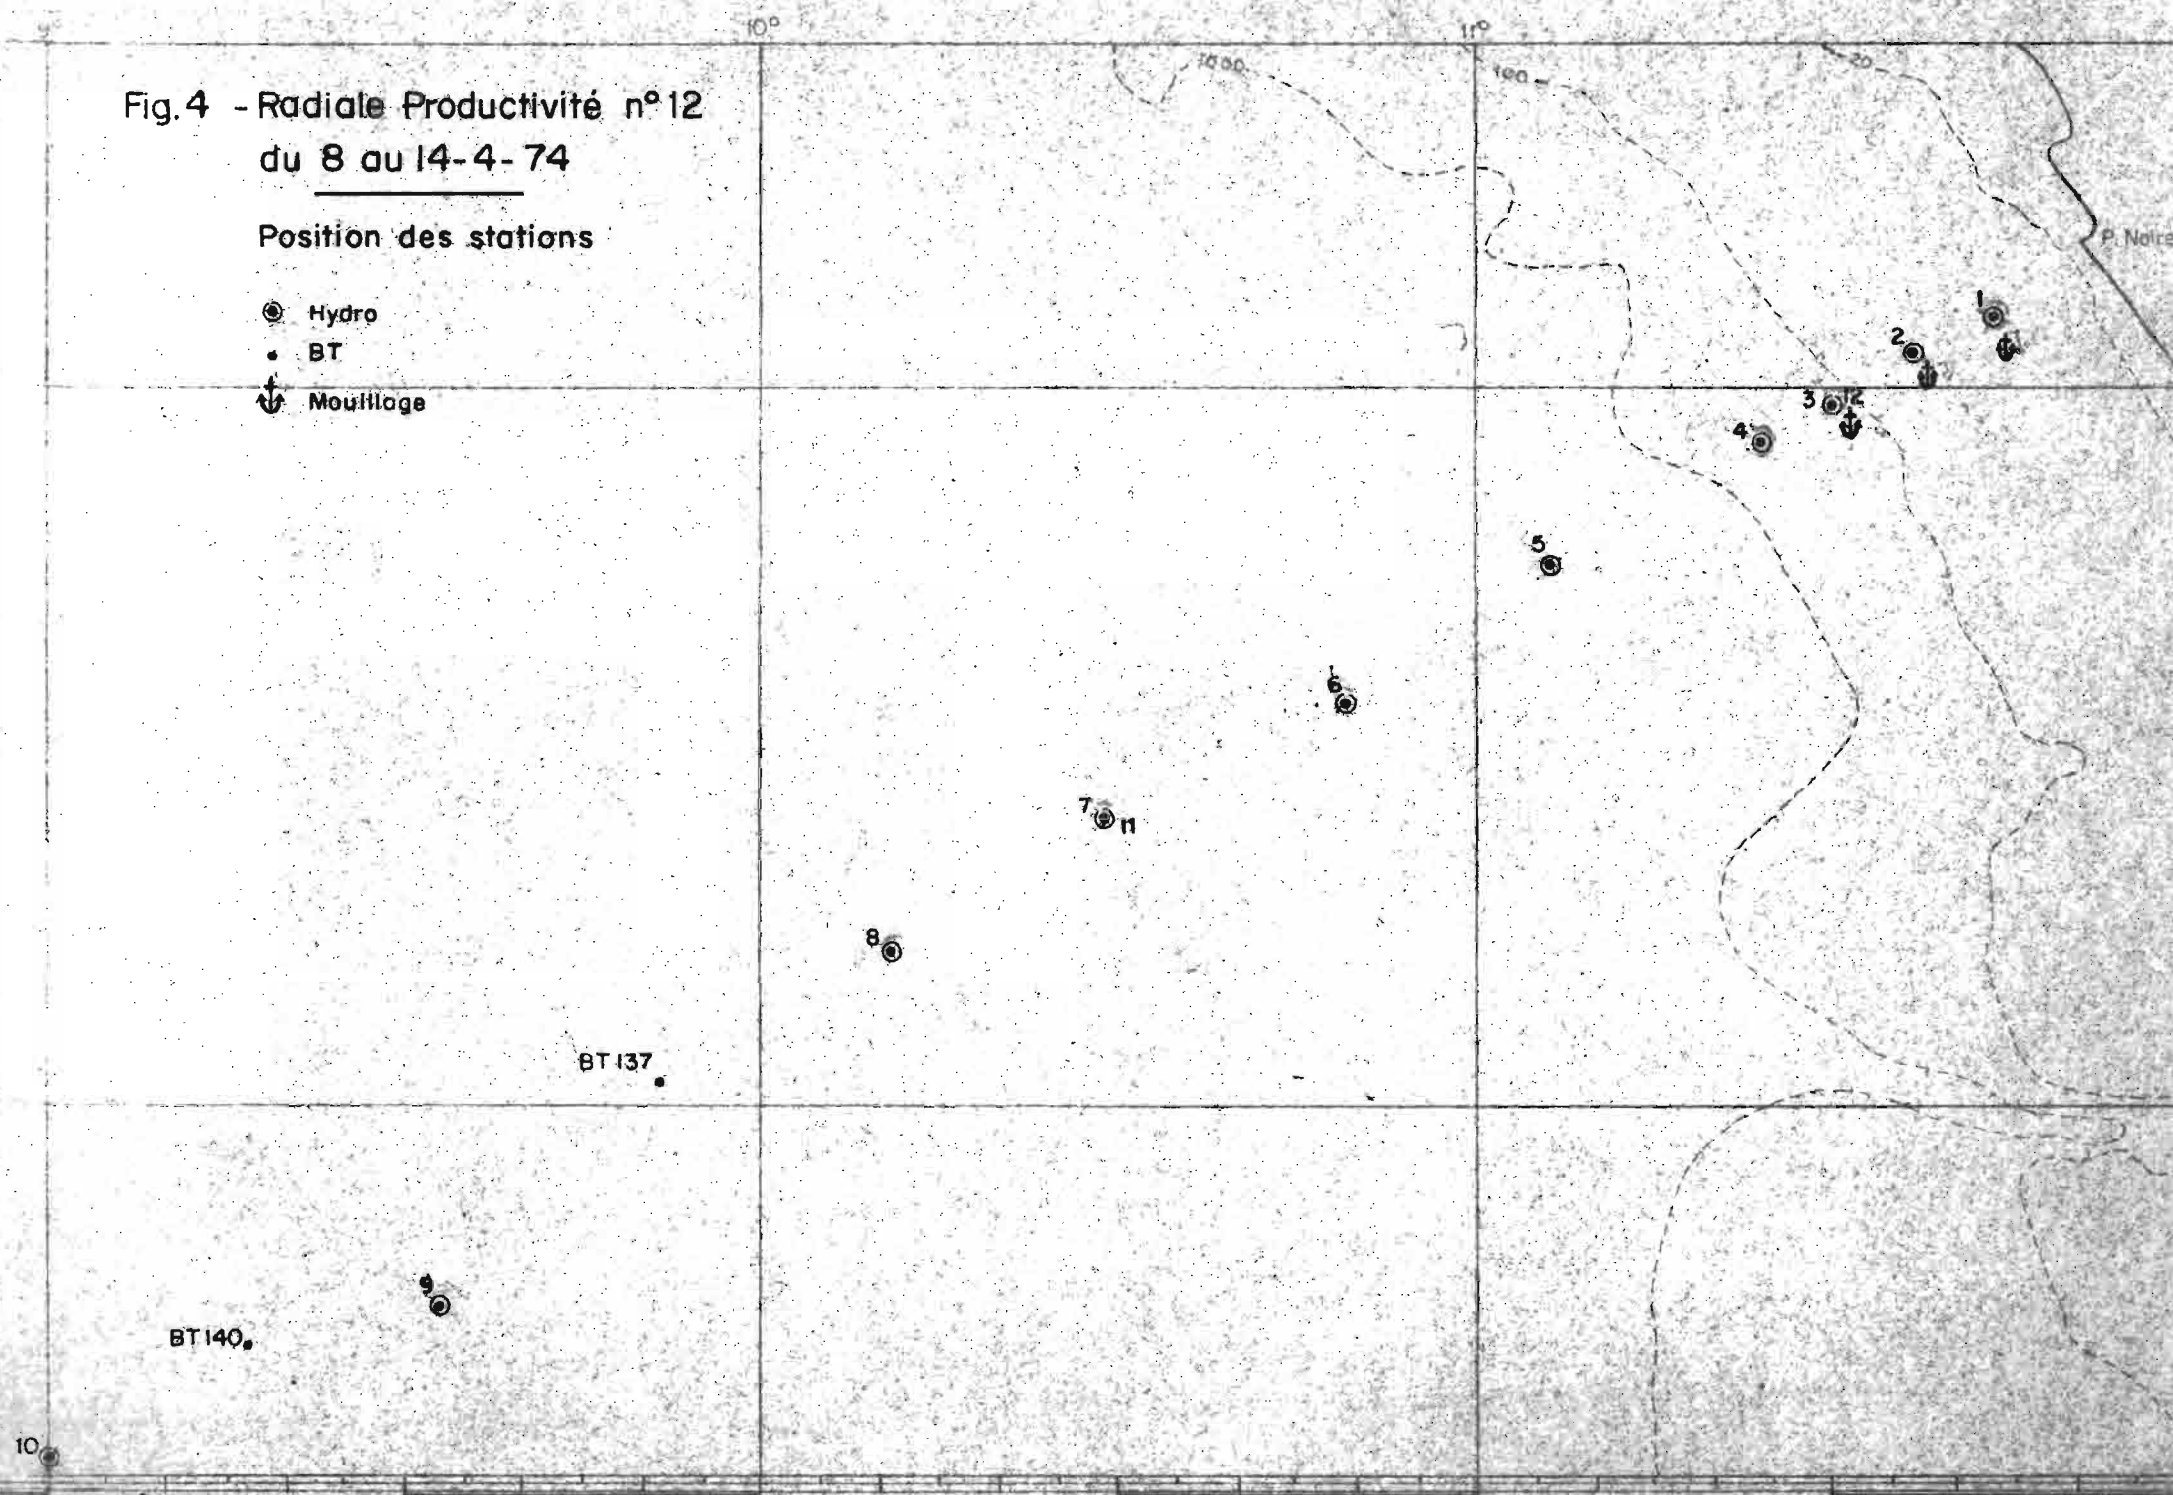 10°
11°
1000
100
20
Fig. 4 - Radiale Productivité n° 12
du 8 au 14-4-74
Position des stations
Hydro
BT
Mouillage
P. Noire
1
2
3 12
4
5
6
7 11
8
BT 137
9
BT 140
10